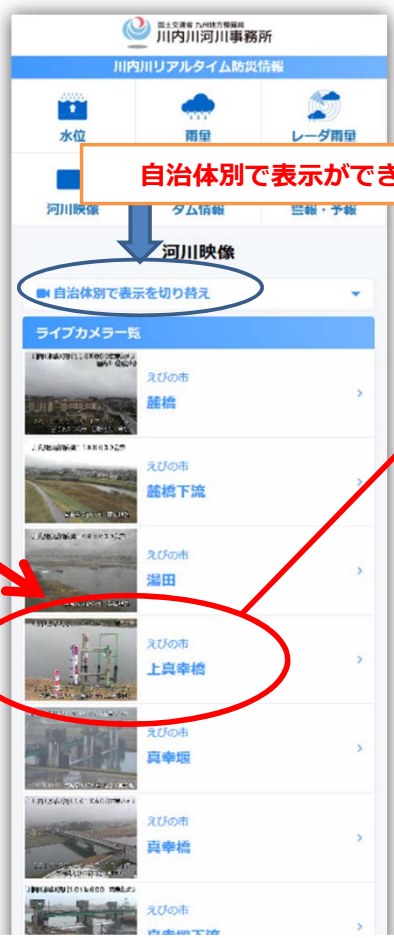 国土交通省 九州地方整備局
川内川河川事務所
川内川リアルタイム防災情報
水位
雨量
レーダ雨量
自治体別で表示ができ
河川映像
ダム情報
警報・予報
河川映像
自治体別で表示を切り替え
ライブカメラ一覧
えびの市
麓橋
えびの市
麓橋下流
えびの市
湯田
えびの市
上真幸橋
えびの市
真幸堰
えびの市
真幸橋
えびの市
真幸堰下流